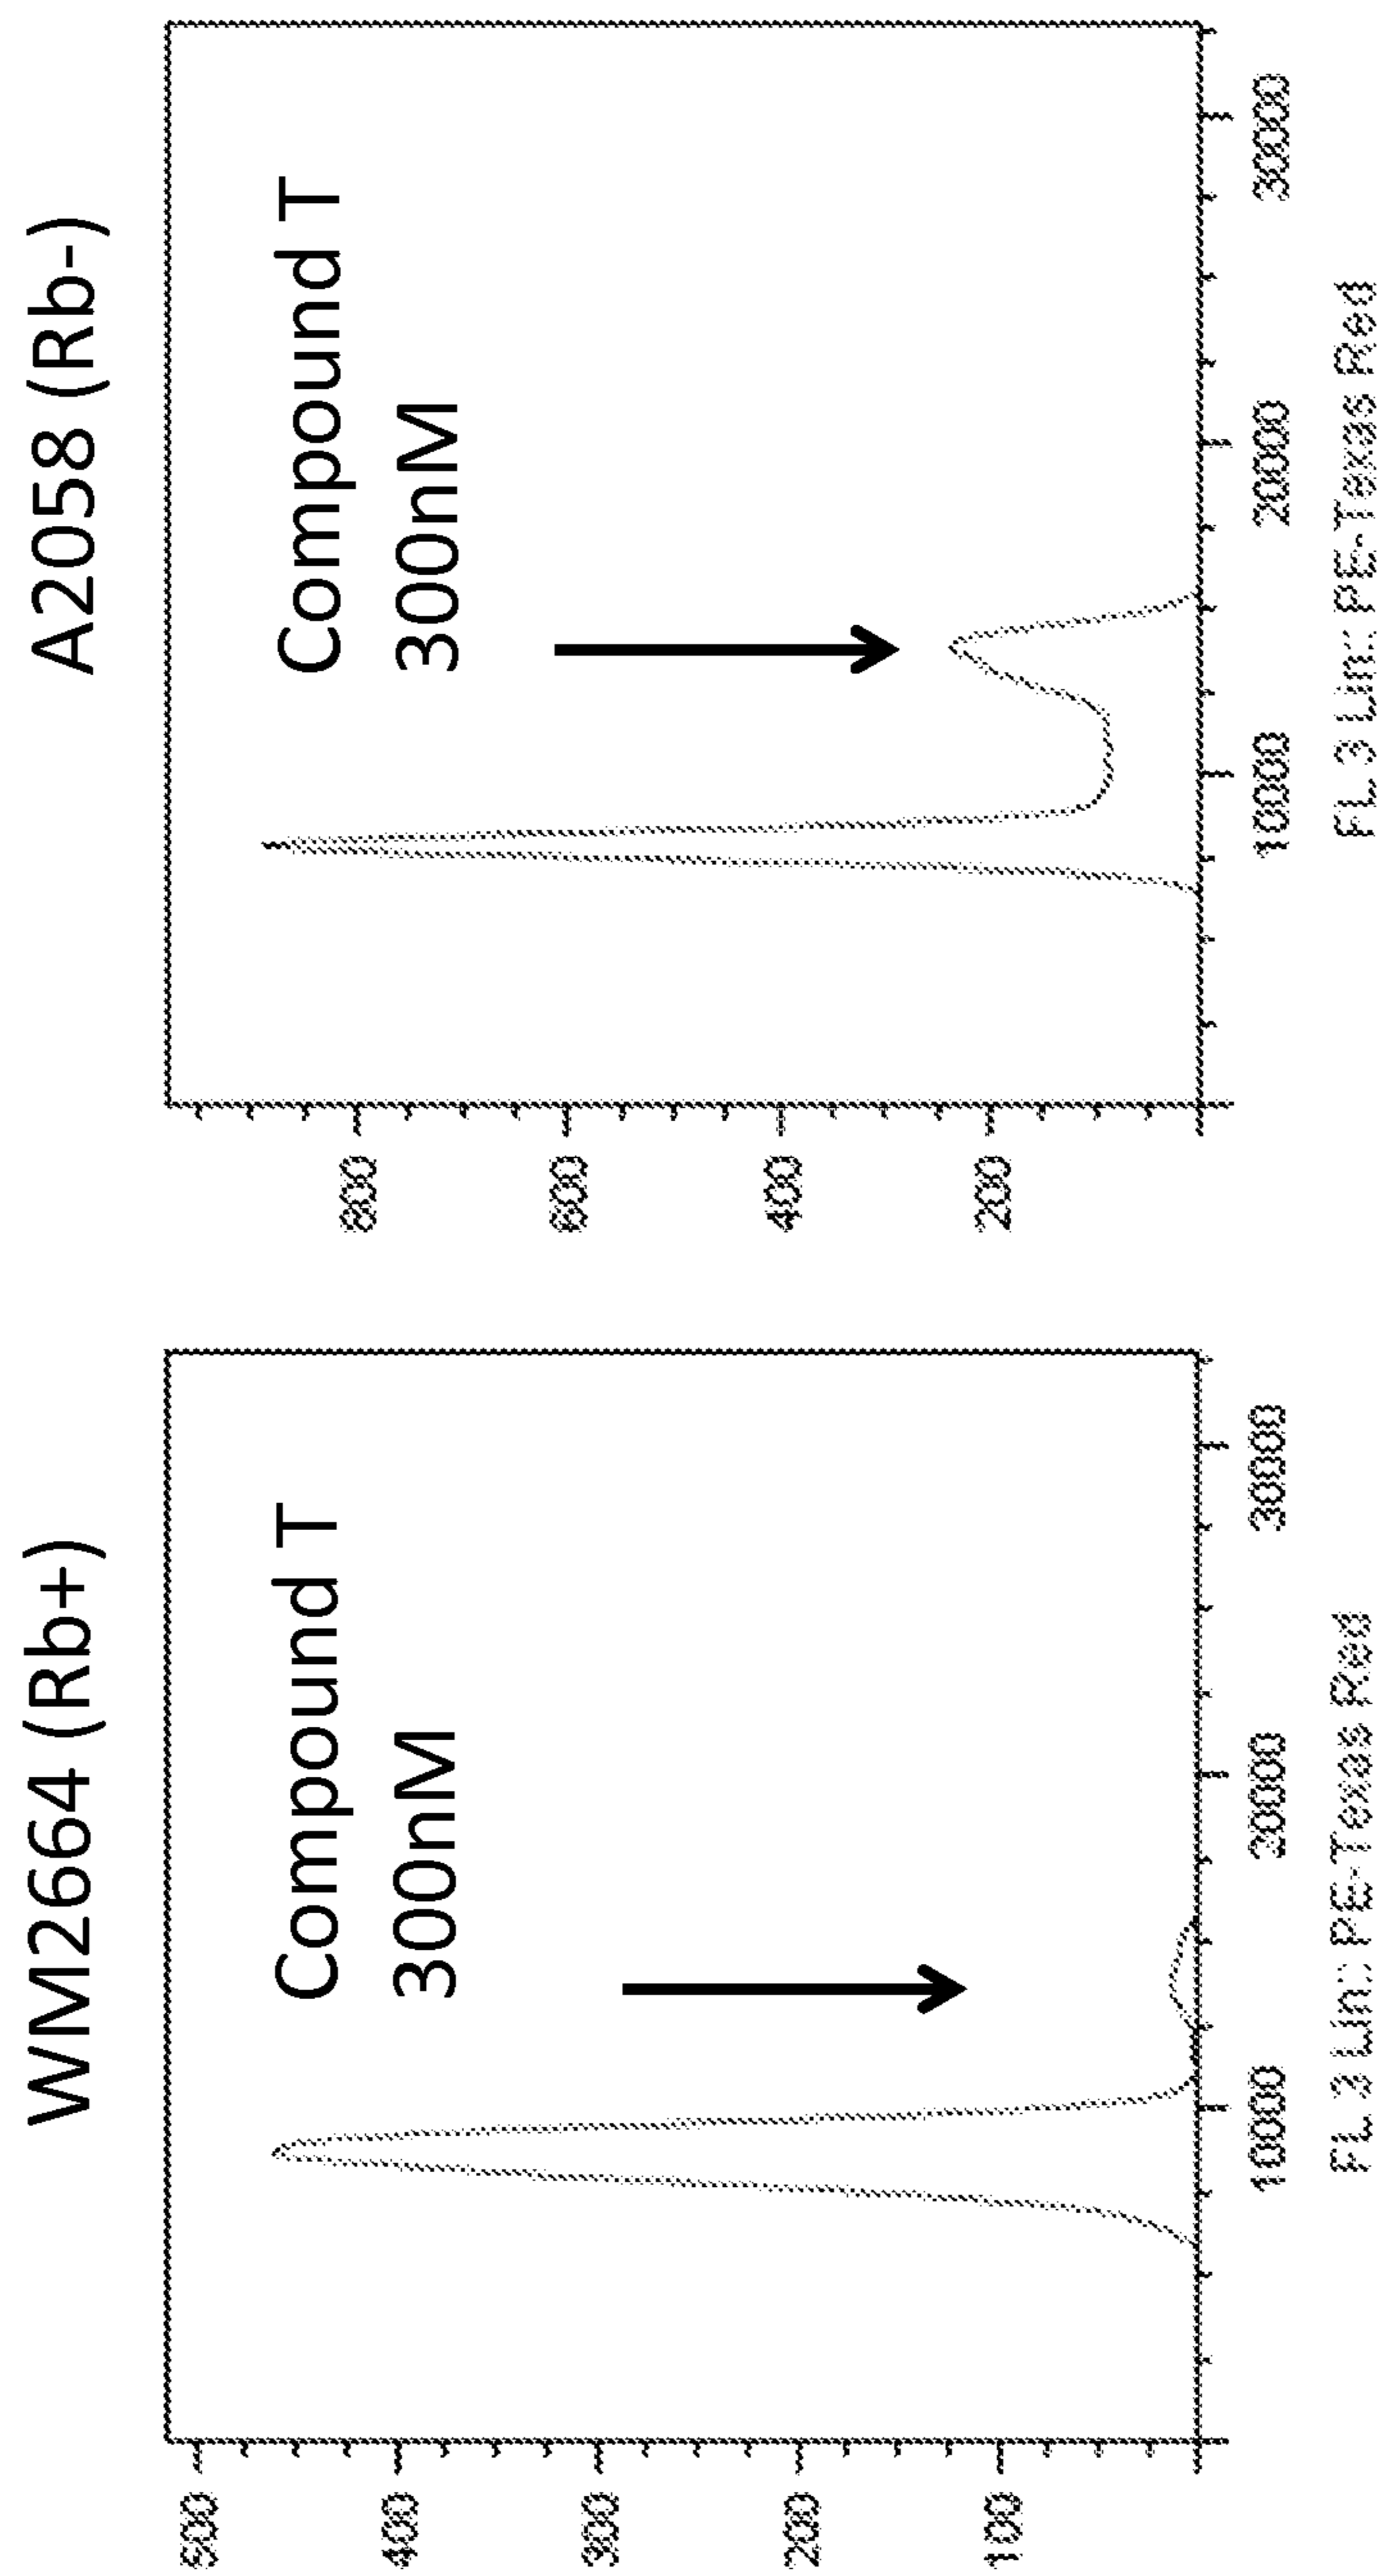 WM2664 (Rb+)
Compound T
300nM
500
400
300
200
100
10000
20000
30000
FL 3 Lin: PE-Texas Red
A2058 (Rb-)
Compound T
300nM
800
600
400
200
10000
20000
30000
FL 3 Lin: PE-Texas Red